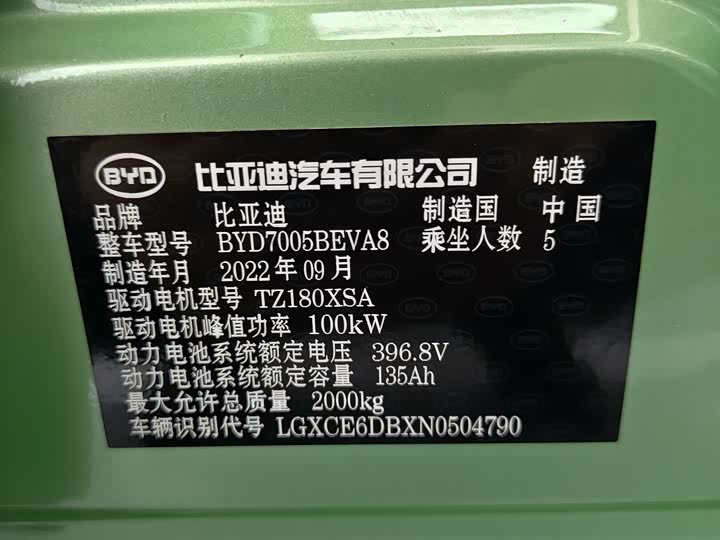 BYD 比亚迪汽车有限公司 制造
品牌 比亚迪 制造国 中国
整车型号 BYD7005BEVA8 乘坐人数 5
制造年月 2022年09月
驱动电机型号 TZ180XSA
驱动电机峰值功率 100kW
动力电池系统额定电压 396.8V
动力电池系统额定容量 135Ah
最大允许总质量 2000kg
车辆识别代号 LGXCE6DBXN0504790